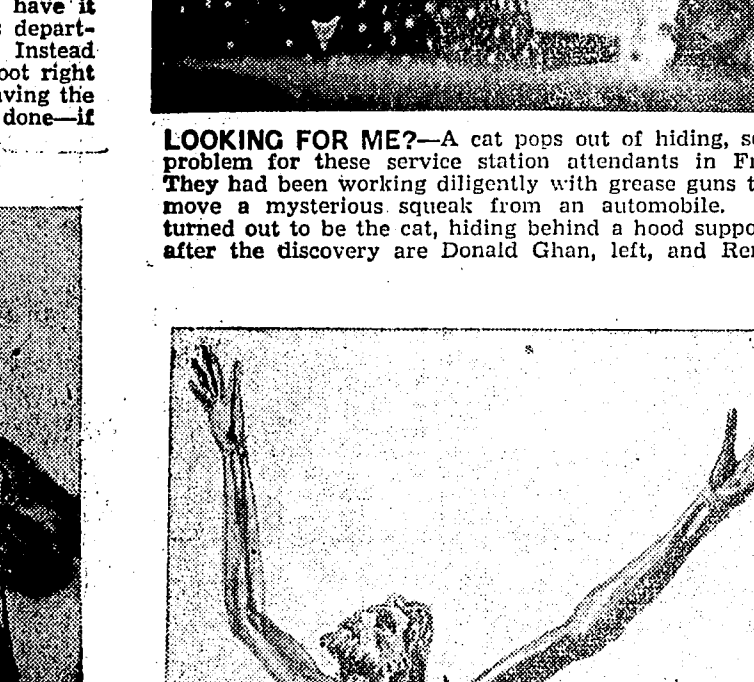 have it
depart-
Instead
oot right
ving the
done—if
LOOKING FOR ME?—A cat pops out of hiding, s
problem for these service station attendants in F
They had been working diligently with grease guns t
move a mysterious squeak from an automobile.
turned out to be the cat, hiding behind a hood suppo
after the discovery are Donald Ghan, left, and Re